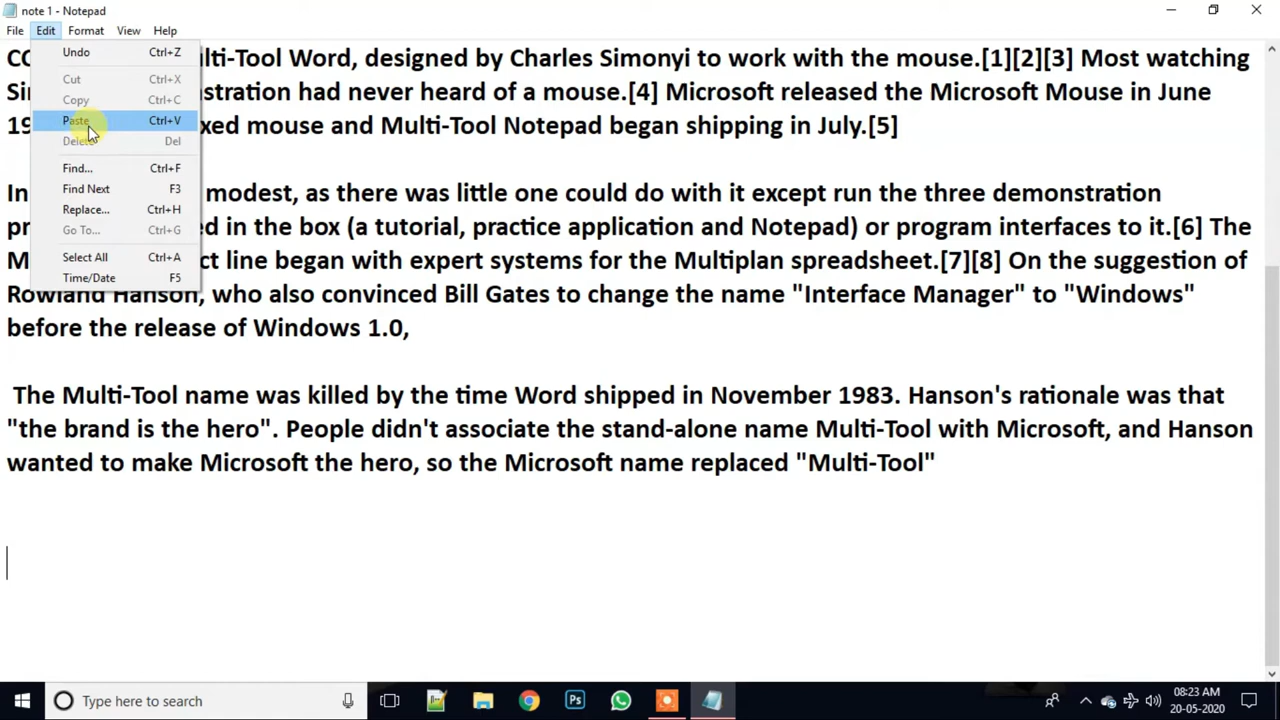 note 1 - Notepad
File Edit Format View Help
Undo Ctrl+Z
Cut Ctrl+X
Copy Ctrl+C
Paste Ctrl+V
Delete Del
Find... Ctrl+F
Find Next F3
Replace... Ctrl+H
Go To... Ctrl+G
Select All Ctrl+A
Time/Date F5
lti-Tool Word, designed by Charles Simonyi to work with the mouse.[1][2][3] Most watching
stration had never heard of a mouse.[4] Microsoft released the Microsoft Mouse in June
xed mouse and Multi-Tool Notepad began shipping in July.[5]
In modest, as there was little one could do with it except run the three demonstration
pr d in the box (a tutorial, practice application and Notepad) or program interfaces to it.[6] The
M ct line began with expert systems for the Multiplan spreadsheet.[7][8] On the suggestion of
Rowland Hanson, who also convinced Bill Gates to change the name "Interface Manager" to "Windows"
before the release of Windows 1.0,
The Multi-Tool name was killed by the time Word shipped in November 1983. Hanson's rationale was that
"the brand is the hero". People didn't associate the stand-alone name Multi-Tool with Microsoft, and Hanson
wanted to make Microsoft the hero, so the Microsoft name replaced "Multi-Tool"
Type here to search
Ps
08:23 AM
20-05-2020